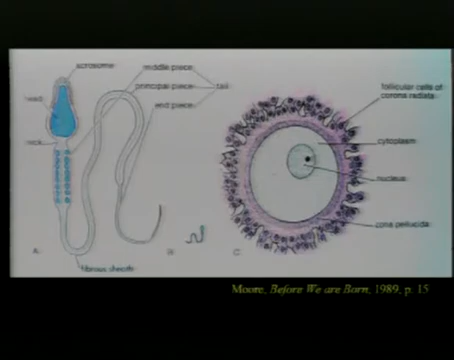 acrosome
middle piece
follicular cells of
corona radiata
principal piece
tail
head
end piece
neck
cytoplasm
nucleus
zona pellucida
A.
B.
C.
fibrous sheath
Moore, Before We are Born, 1989, p. 15